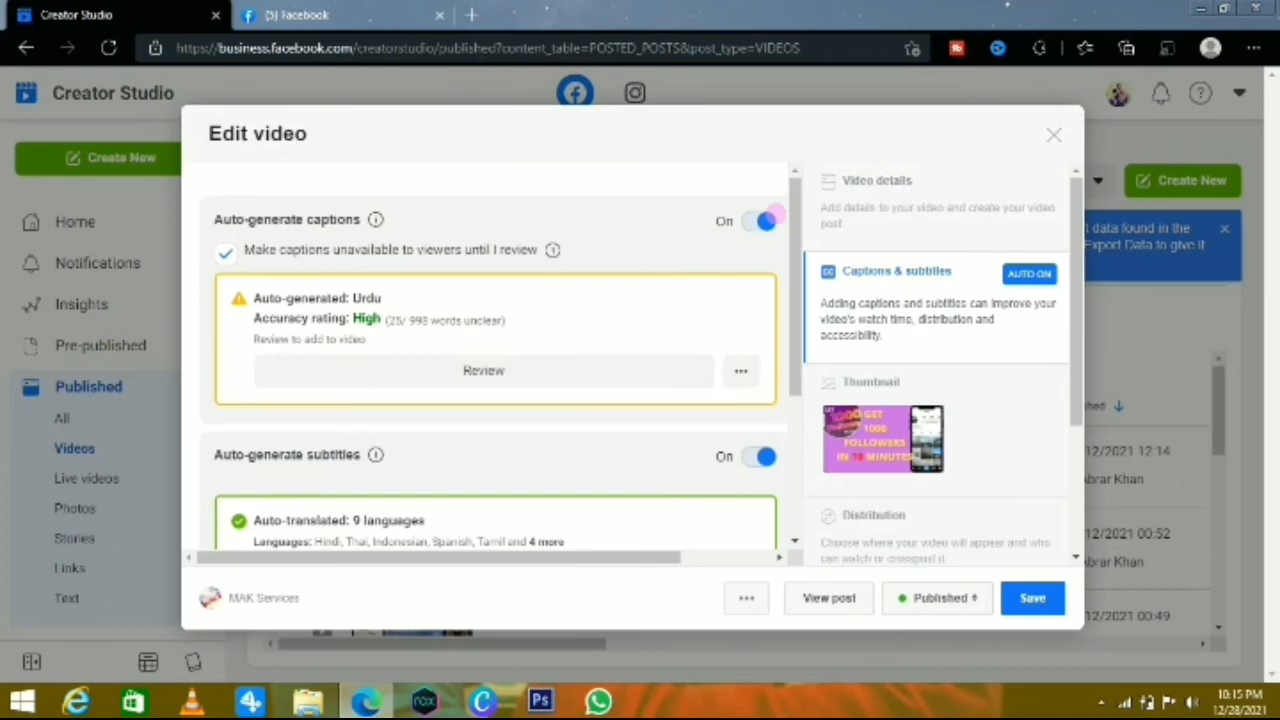 Creator Studio
Facebook
https://business.facebook.com/creatorstudio/published?content_table=POSTED_POSTS&post_type=VIDEOS
Creator Studio
Create New
Home
Notifications
Insights
Pre-published
Published
All
Videos
Live videos
Photos
Stories
Links
Text
Edit video
Auto-generate captions
On
Make captions unavailable to viewers until I review
Auto-generated: Urdu
Accuracy rating: High (25/ 998 words unclear)
Review to add to video
Review
Auto-generate subtitles
On
Auto-translated: 9 languages
Languages: Hindi, Thai, Indonesian, Spanish, Tamil and 4 more
Video details
Add details to your video and create your video
post
Captions & subtitles
AUTO ON
Adding captions and subtitles can improve your
video's watch time, distribution and
accessibility.
Thumbnail
GET
1000
FOLLOWERS
IN 10 MINUTES
Distribution
Choose where your video will appear and who
can watch or crosspost it
MAK Services
View post
Published
Save
Create New
t data found in the
Export Data to give it
hed
12/2021 12:14
Abrar Khan
12/2021 00:52
Abrar Khan
12/2021 00:49
nox
Ps
10:15 PM
12/28/2021